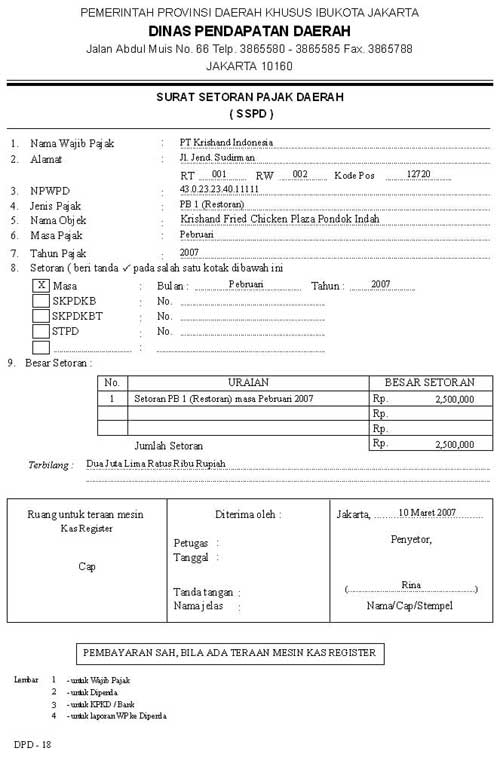 PEMERINTAH PROVINSI DAERAH KHUSUS IBUKOTA JAKARTA
DINAS PENDAPATAN DAERAH
Jalan Abdul Muis No. 66 Telp. 3865580 - 3865585 Fax. 3865788
JAKARTA 10160
SURAT SETORAN PAJAK DAERAH
( SSPD )
1. Nama Wajib Pajak : PT Krishand Indonesia
2. Alamat : Jl. Jend. Sudirman
RT 001 RW 002 Kode Pos 12720
3. NPWPD : 43.0.23.23.40.11111
4. Jenis Pajak : PB 1 (Restoran)
5. Nama Objek : Krishand Fried Chicken Plaza Pondok Indah
6. Masa Pajak : Pebruari
7. Tahun Pajak : 2007
8. Setoran ( beri tanda ✓ pada salah satu kotak dibawah ini
X Masa : Bulan : Pebruari Tahun : 2007
SKPDKB : No.
SKPDKBT : No.
STPD : No.
:
9. Besar Setoran :
No. URAIAN BESAR SETORAN
1 Setoran PB 1 (Restoran) masa Pebruari 2007 Rp. 2,500,000
Rp.
Rp.
Jumlah Setoran Rp. 2,500,000
Terbilang : Dua Juta Lima Ratus Ribu Rupiah
Ruang untuk teraan mesin Diterima oleh : Jakarta, 10 Maret 2007
Kas Register
Penyetor,
Petugas :
Tanggal :
Cap
Rina
Tanda tangan :
(...)
Nama jelas : Nama/Cap/Stempel
PEMBAYARAN SAH, BILA ADA TERAAN MESIN KAS REGISTER
Lembar 1 - untuk Wajib Pajak
2 - untuk Dipenda
3 - untuk KPKD / Bank
4 - untuk laporan WP ke Dipenda
DPD - 18